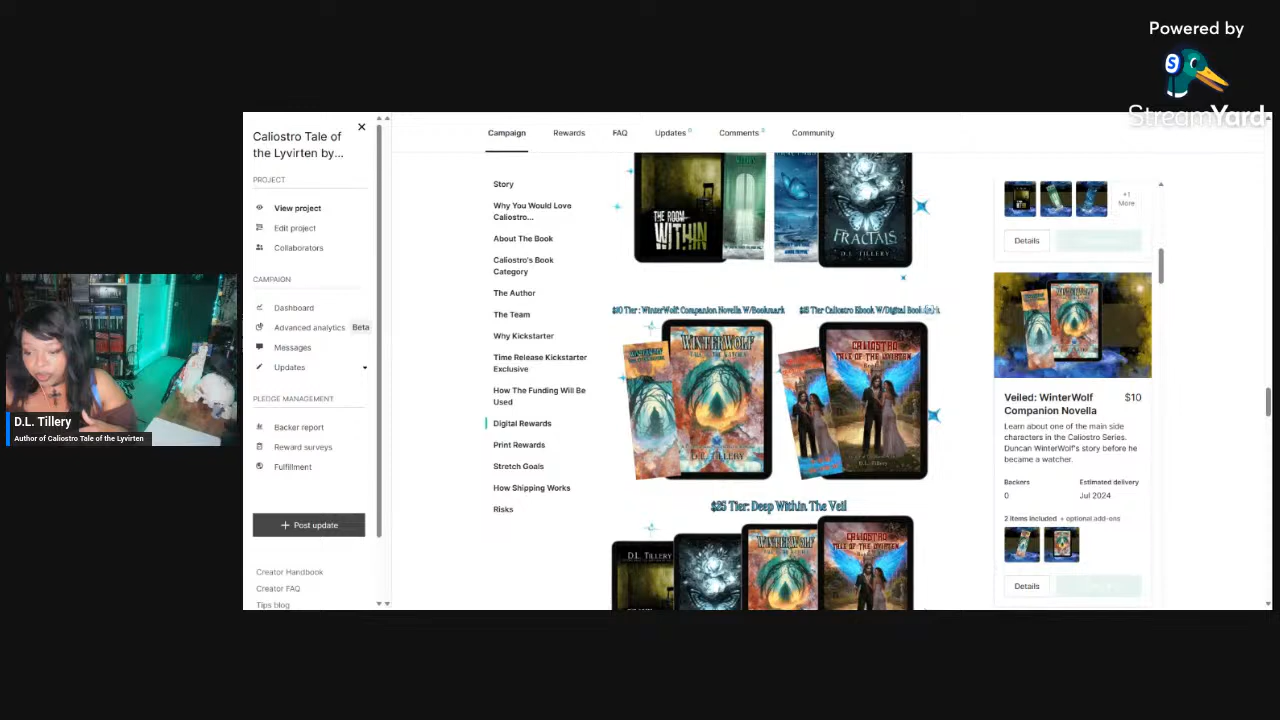 Powered by
S
StreamYard
Caliostro Tale of
the Lyvirten by...
PROJECT
View project
Edit project
Collaborators
CAMPAIGN
Dashboard
Advanced analytics Beta
Messages
Updates
PLEDGE MANAGEMENT
Backer report
Reward surveys
Fulfillment
+ Post update
Creator Handbook
Creator FAQ
Tips blog
D.L. Tillery
Author of Caliostro Tale of the Lyvirten
Campaign Rewards FAQ Updates Comments Community
Story
Why You Would Love
Caliostro...
About The Book
Caliostro's Book
Category
The Author
The Team
Why Kickstarter
Time Release Kickstarter
Exclusive
How The Funding Will Be
Used
Digital Rewards
Print Rewards
Stretch Goals
How Shipping Works
Risks
THE ROOM
WITHIN
FRACTALS
D.L. TILLERY
$10 Tier: WinterWolf: Companion Novella W/Bookmark
$15 Tier Caliostro Ebook W/Digital
WINTERWOLF
D.L. TILLERY
CALIOSTRO
TALE OF THE LYVIRTEN
D.L. TILLERY
$25 Tier: Deep Within The Veil
D.L. TILLERY
WINTERWOLF
CALIOSTRO
TALE OF THE LYVIRTEN
+1
More
Details
Veiled: WinterWolf
Companion Novella
$10
Learn about one of the main side
characters in the Caliostro Series.
Duncan WinterWolf's story before he
became a watcher.
Backers
0
Estimated delivery
Jul 2024
2 items included + optional add-ons
Details